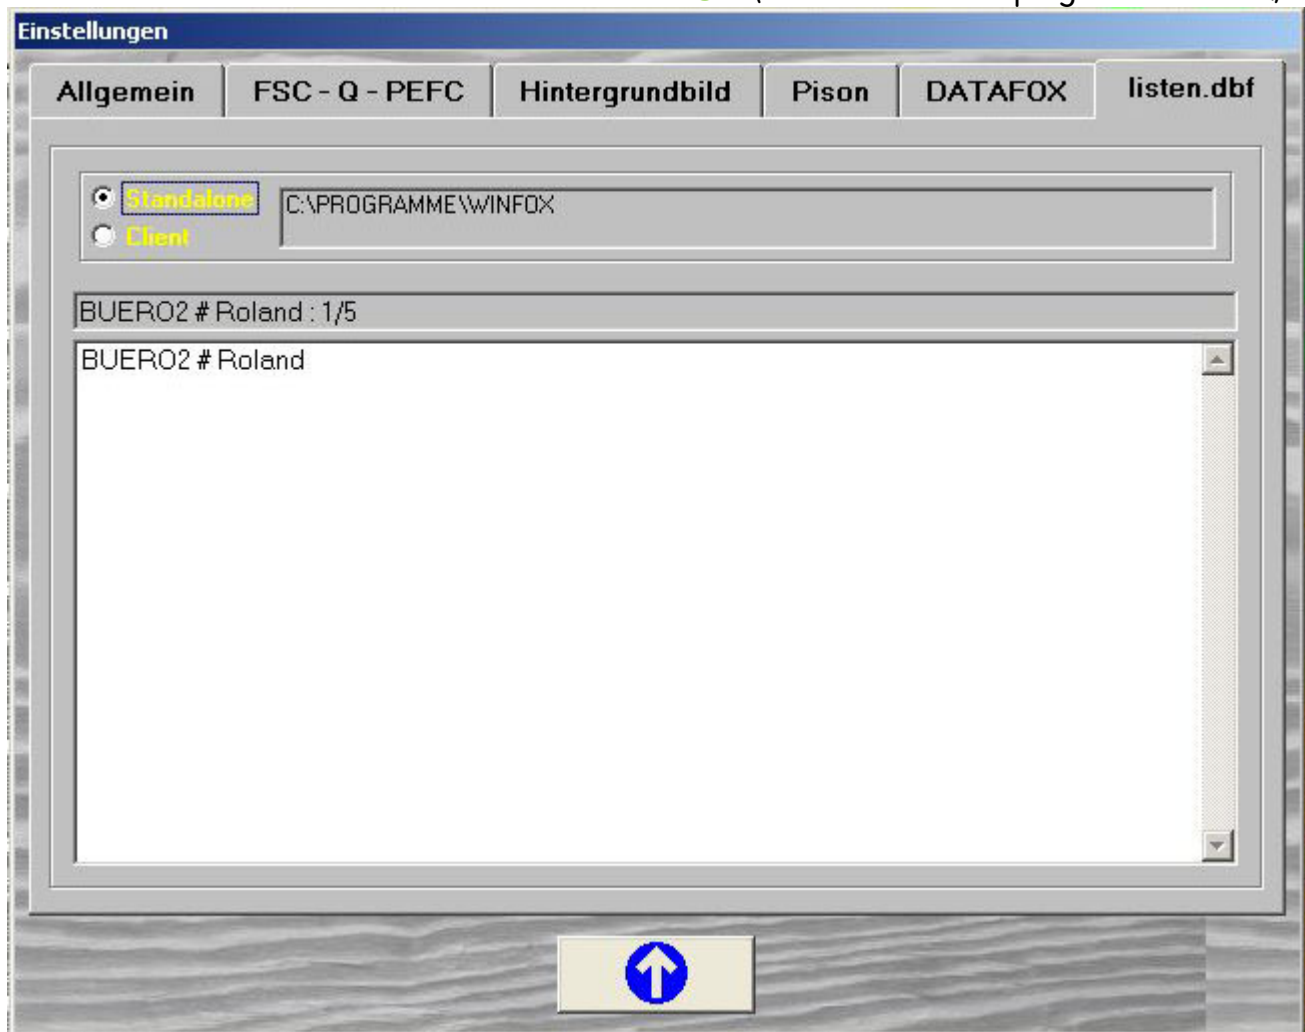 Einstellungen
Allgemein FSC - Q - PEFC Hintergrundbild Pison DATAFOX listen.dbf
Standalone C:\PROGRAMME\WINFOX
Client
BUERO2 # Roland : 1/5
BUERO2 # Roland